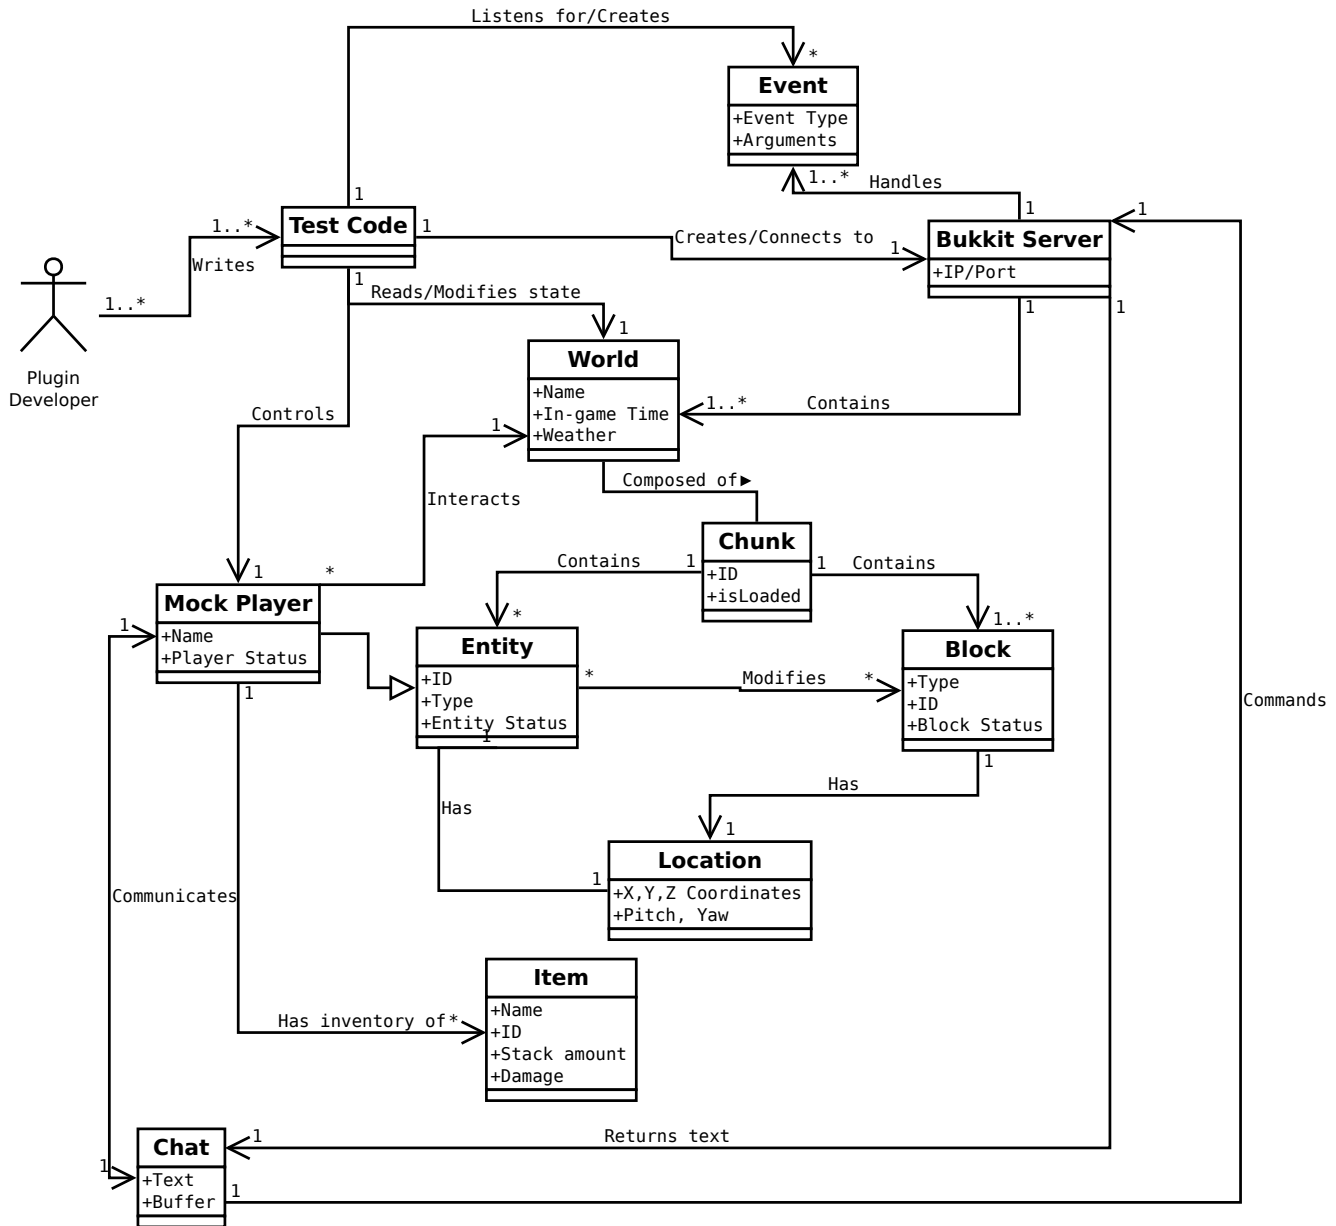 Listens for/Creates
*
Event
+Event Type
+Arguments
1..*
Handles
1
1
1
Test Code
1
1..*
Writes
1..*
Plugin
Developer
Creates/Connects to
1
Bukkit Server
+IP/Port
1
1
1
Reads/Modifies state
1
World
+Name
+In-game Time
+Weather
1..*
Contains
Controls
1
Interacts
Composed of►
Chunk
+ID
+isLoaded
1
Contains
*
1
Contains
1..*
1
*
Mock Player
+Name
+Player Status
1
1
Entity
+ID
+Type
+Entity Status
1
*
Modifies
*
Block
+Type
+ID
+Block Status
1
Commands
Has
Has
1
1
Location
+X,Y,Z Coordinates
+Pitch, Yaw
Communicates
Item
+Name
+ID
+Stack amount
+Damage
Has inventory of
*
Chat
+Text
+Buffer
1
1
Returns text
1